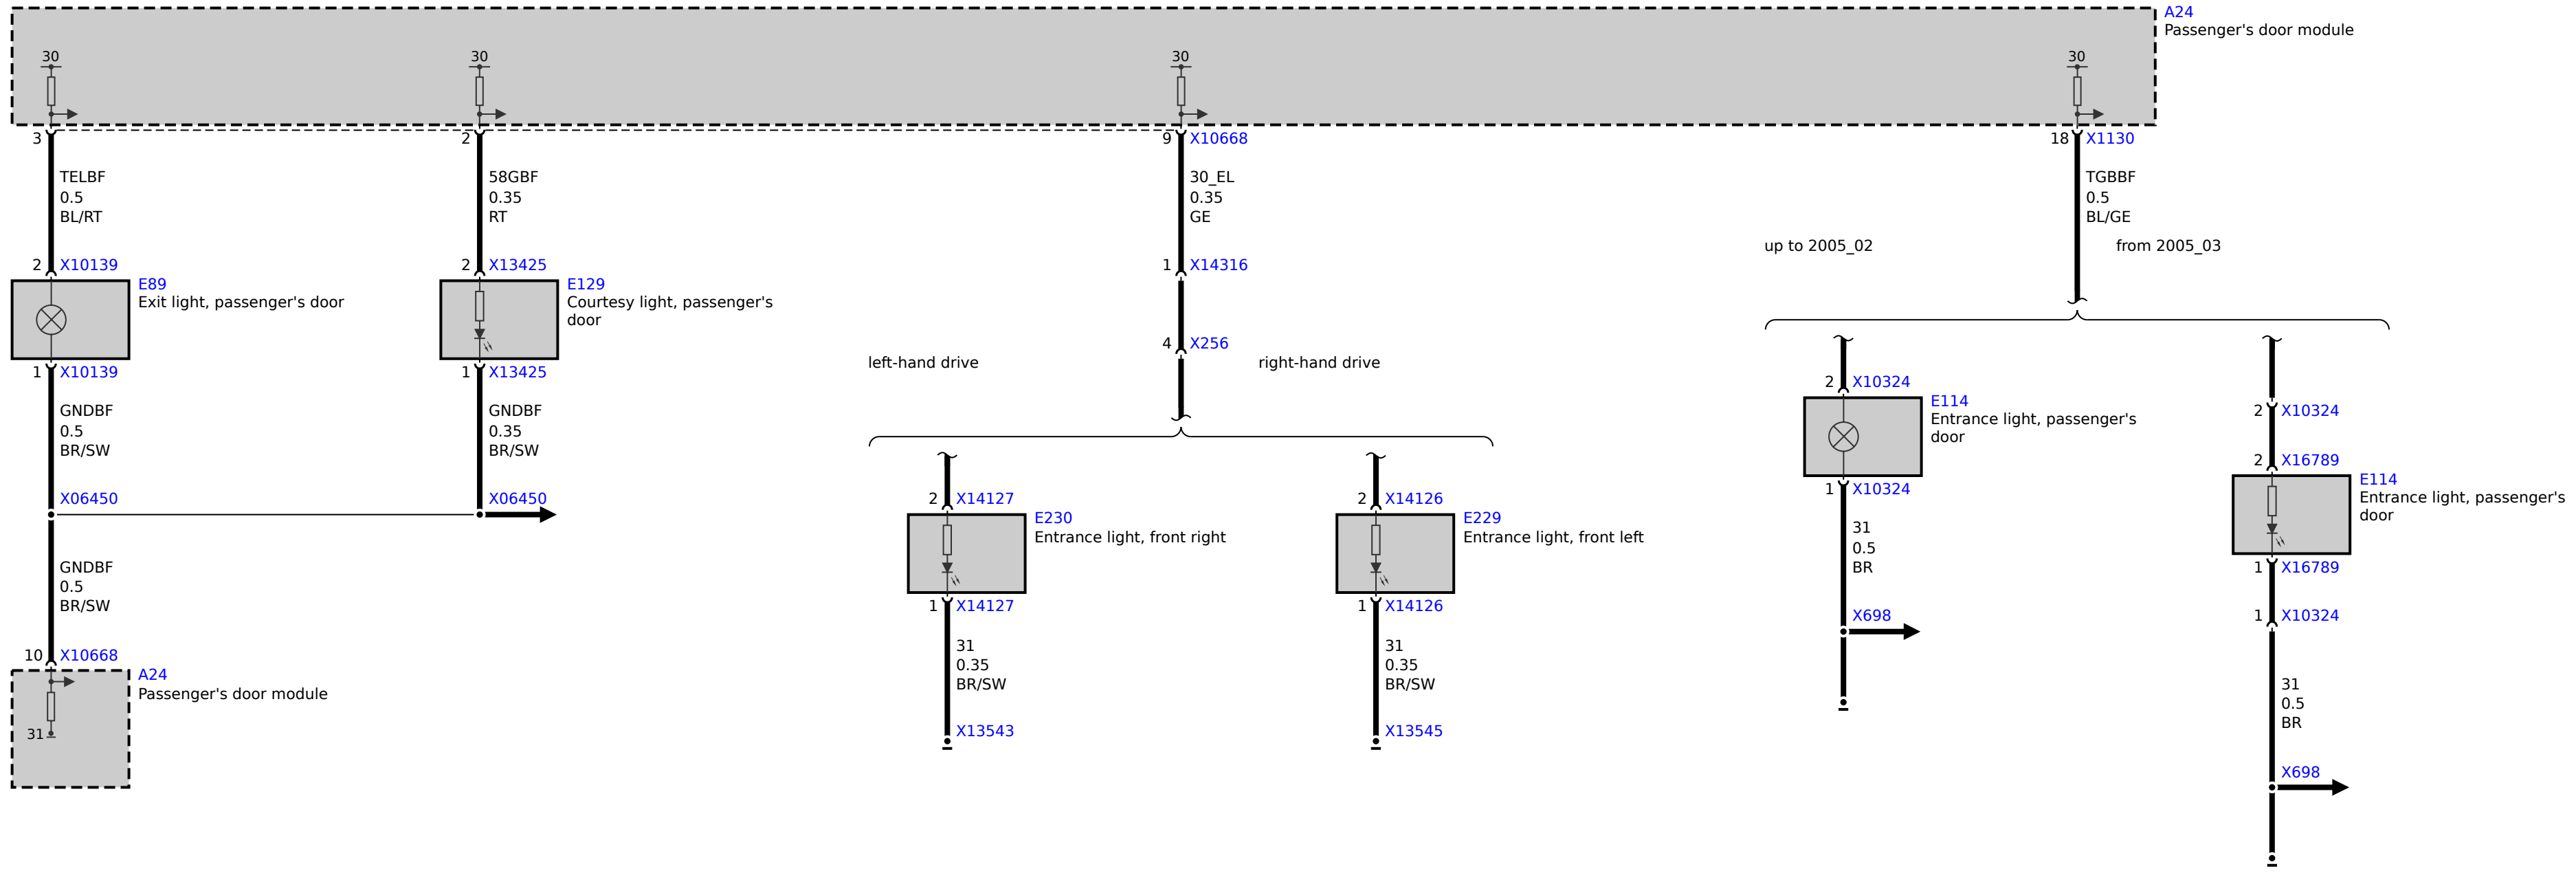 A24
Passenger's door module
30
30
30
30
3
2
9 X10668
18 X1130
TELBF
0.5
BL/RT
58GBF
0.35
RT
30_EL
0.35
GE
TGBBF
0.5
BL/GE
up to 2005_02
from 2005_03
2 X10139
2 X13425
1 X14316
E89
Exit light, passenger's door
E129
Courtesy light, passenger's
door
4 X256
left-hand drive
right-hand drive
1 X10139
1 X13425
2 X10324
E114
Entrance light, passenger's
door
2 X10324
GNDBF
0.5
BR/SW
GNDBF
0.35
BR/SW
2 X16789
E114
Entrance light, passenger's
door
1 X10324
X06450
X06450
2 X14127
2 X14126
E230
Entrance light, front right
E229
Entrance light, front left
31
0.5
BR
GNDBF
0.5
BR/SW
1 X16789
1 X14127
1 X14126
X698
1 X10324
31
0.35
BR/SW
31
0.35
BR/SW
10 X10668
A24
Passenger's door module
31
31
0.5
BR
X13543
X13545
X698